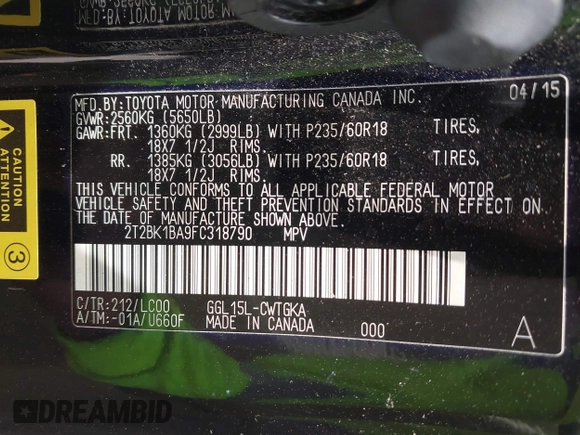 MFD.BY:TOYOTA MOTOR MANUFACTURING CANADA INC. 04/15
GVWR:2560KG (5650LB)
GAWR:FRT. 1360KG (2999LB) WITH P235/60R18 TIRES,
18X7 1/2J RIMS.
RR. 1385KG (3056LB) WITH P235/60R18 TIRES,
18X7 1/2J RIMS.
THIS VEHICLE CONFORMS TO ALL APPLICABLE FEDERAL MOTOR
VEHICLE SAFETY AND THEFT PREVENTION STANDARDS IN EFFECT ON
THE DATE OF MANUFACTURE SHOWN ABOVE.
2T2BK1BA9FC318790 MPV
C/TR:212/LC00 GGL15L-CWTGKA
A/TM:-01A/U660F MADE IN CANADA 000 A
CAUTION
3
DREAMBID